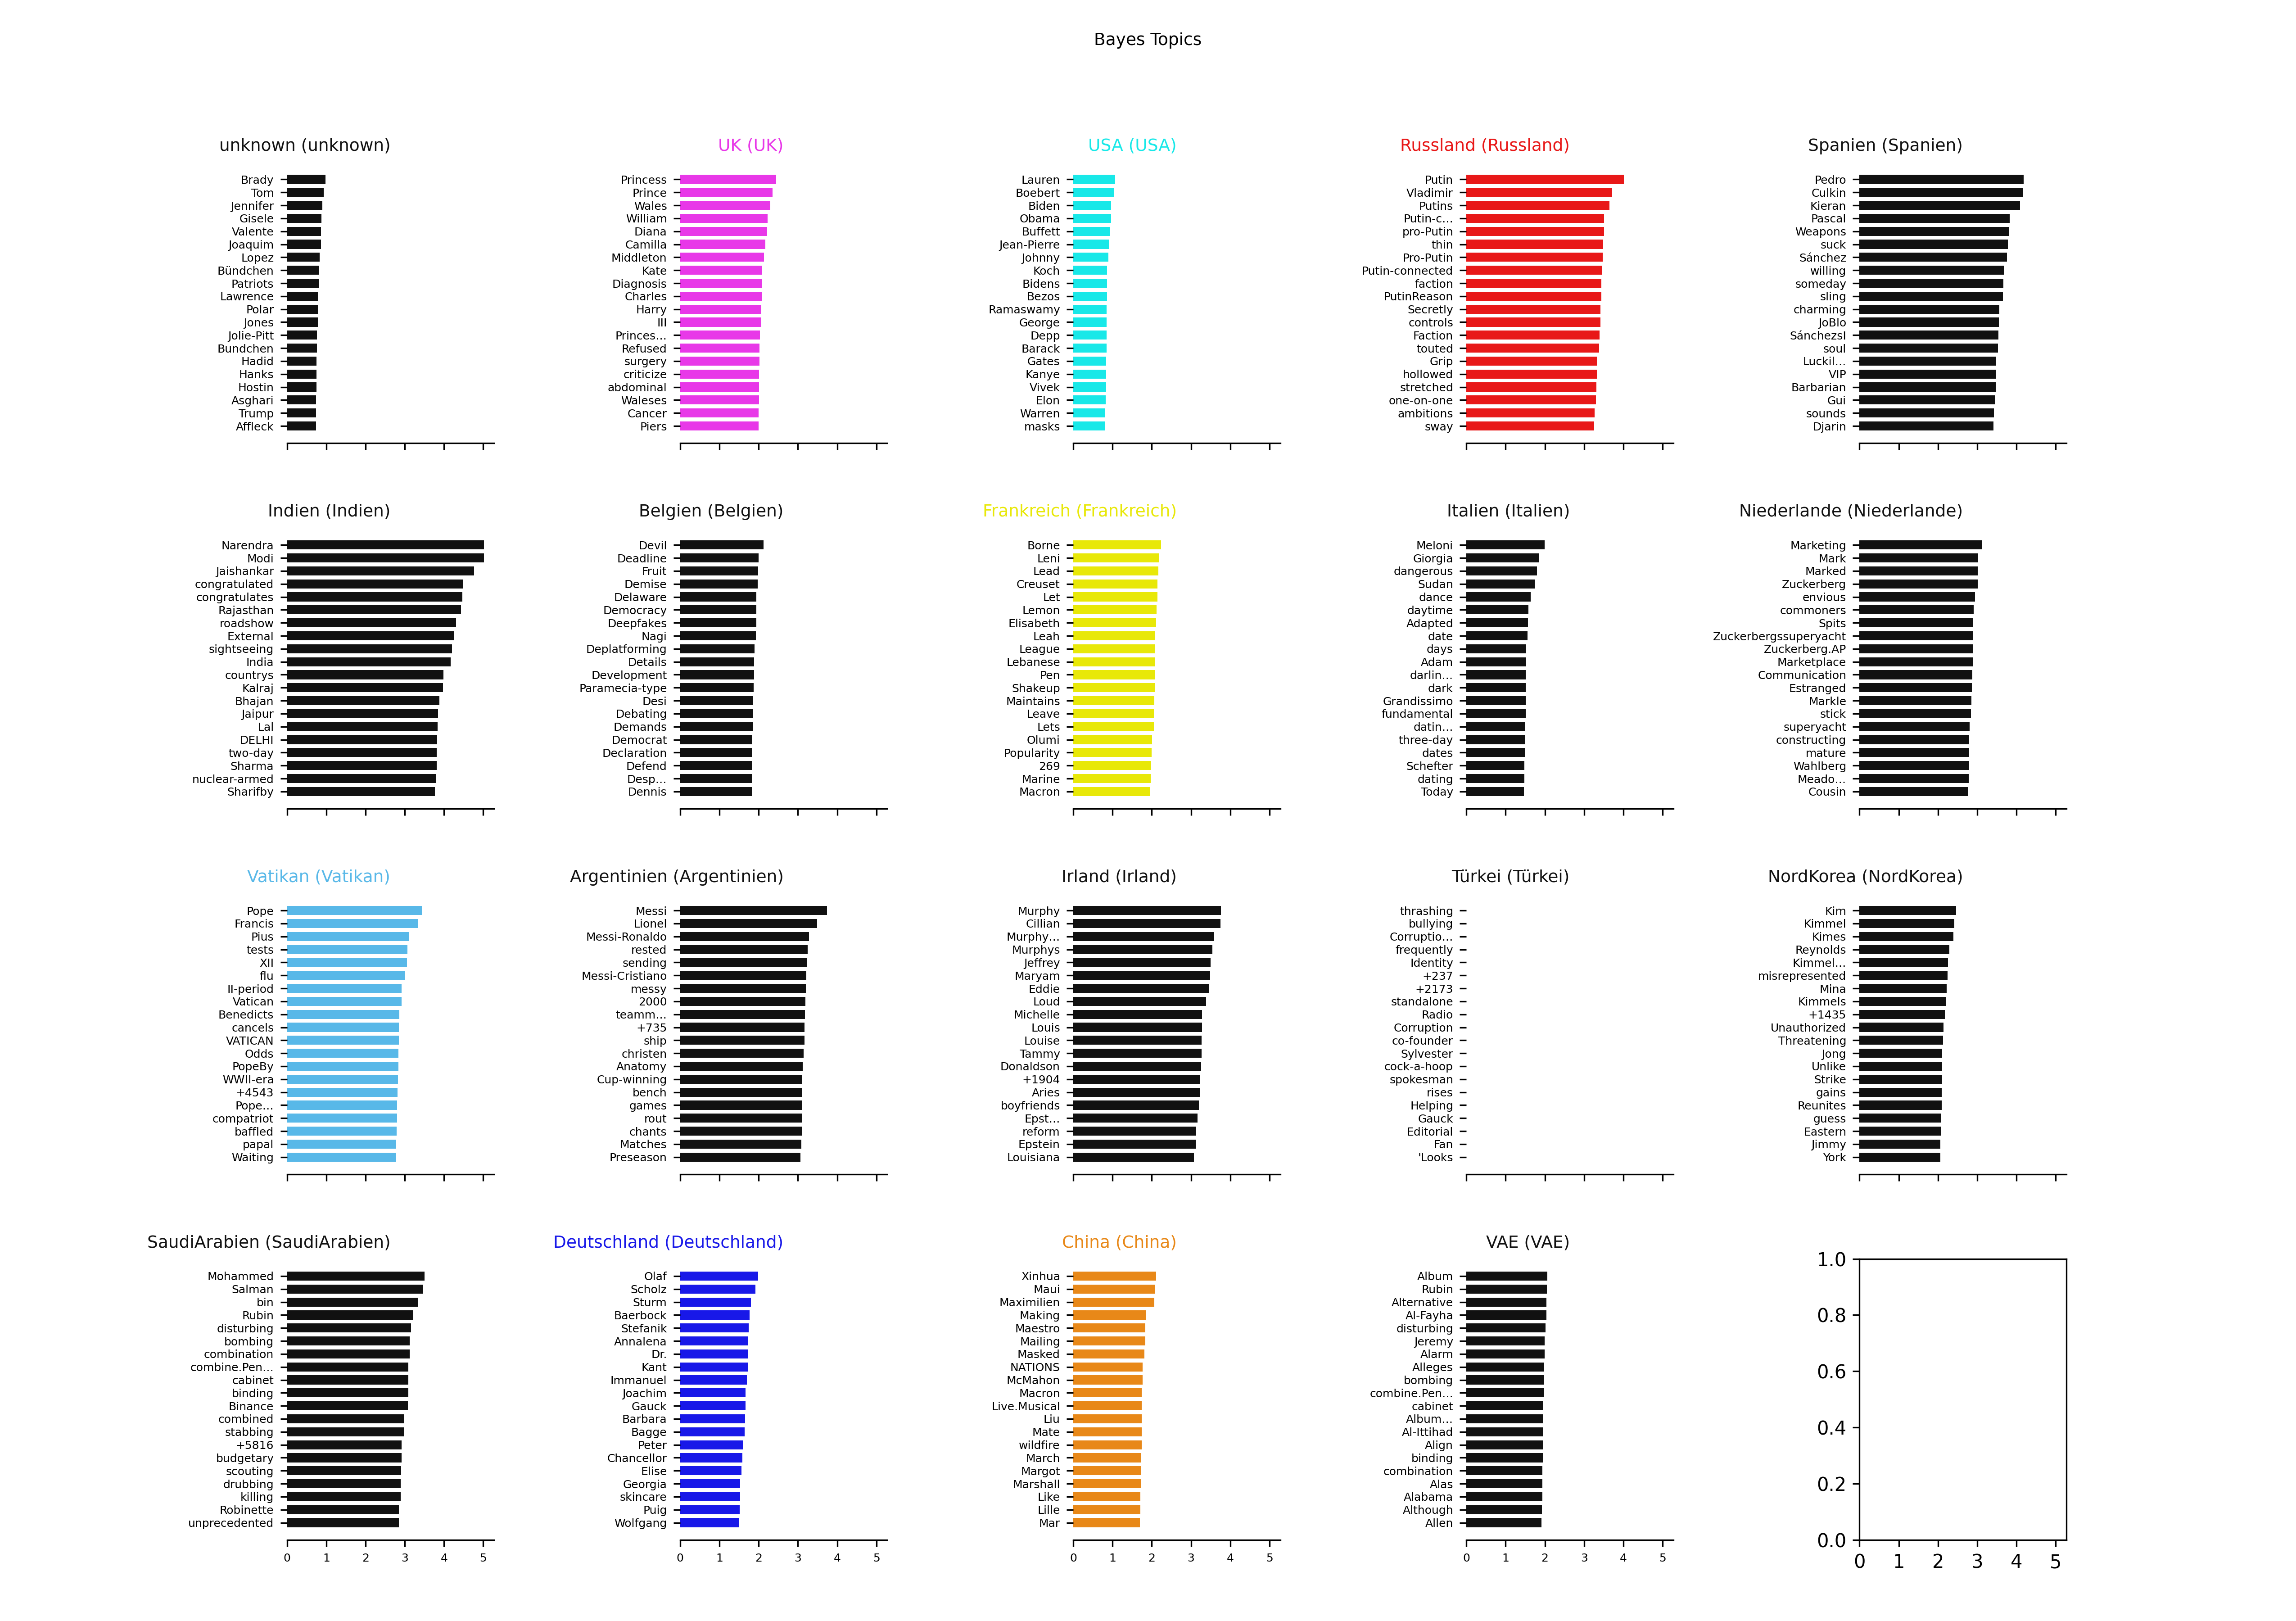 Bayes Topics
unknown (unknown)
Brady
Tom
Jennifer
Gisele
Valente
Joaquim
Lopez
Bündchen
Patriots
Lawrence
Polar
Jones
Jolie-Pitt
Bundchen
Hadid
Hanks
Hostin
Asghari
Trump
Affleck
UK (UK)
Princess
Prince
Wales
William
Diana
Camilla
Middleton
Kate
Diagnosis
Charles
Harry
III
Princes...
Refused
surgery
criticize
abdominal
Waleses
Cancer
Piers
USA (USA)
Lauren
Boebert
Biden
Obama
Buffett
Jean-Pierre
Johnny
Koch
Bidens
Bezos
Ramaswamy
George
Depp
Barack
Gates
Kanye
Vivek
Elon
Warren
masks
Russland (Russland)
Putin
Vladimir
Putins
Putin-c...
pro-Putin
thin
Pro-Putin
Putin-connected
faction
PutinReason
Secretly
controls
Faction
touted
Grip
hollowed
stretched
one-on-one
ambitions
sway
Spanien (Spanien)
Pedro
Culkin
Kieran
Pascal
Weapons
suck
Sánchez
willing
someday
sling
charming
JoBlo
SánchezsI
soul
Luckil...
VIP
Barbarian
Gui
sounds
Djarin
Indien (Indien)
Narendra
Modi
Jaishankar
congratulated
congratulates
Rajasthan
roadshow
External
sightseeing
India
countrys
Kalraj
Bhajan
Jaipur
Lal
DELHI
two-day
Sharma
nuclear-armed
Sharifby
Belgien (Belgien)
Devil
Deadline
Fruit
Demise
Delaware
Democracy
Deepfakes
Nagi
Deplatforming
Details
Development
Paramecia-type
Desi
Debating
Demands
Democrat
Declaration
Defend
Desp...
Dennis
Frankreich (Frankreich)
Borne
Leni
Lead
Creuset
Let
Lemon
Elisabeth
Leah
League
Lebanese
Pen
Shakeup
Maintains
Leave
Lets
Olumi
Popularity
269
Marine
Macron
Italien (Italien)
Meloni
Giorgia
dangerous
Sudan
dance
daytime
Adapted
date
days
Adam
darlin...
dark
Grandissimo
fundamental
datin...
three-day
dates
Schefter
dating
Today
Niederlande (Niederlande)
Marketing
Mark
Marked
Zuckerberg
envious
commoners
Spits
Zuckerbergssuperyacht
Zuckerberg.AP
Marketplace
Communication
Estranged
Markle
stick
superyacht
constructing
mature
Wahlberg
Meado...
Cousin
Vatikan (Vatikan)
Pope
Francis
Pius
tests
XII
flu
II-period
Vatican
Benedicts
cancels
VATICAN
Odds
PopeBy
WWII-era
+4543
Pope...
compatriot
baffled
papal
Waiting
Argentinien (Argentinien)
Messi
Lionel
Messi-Ronaldo
rested
sending
Messi-Cristiano
messy
2000
teamm...
+735
ship
christen
Anatomy
Cup-winning
bench
games
rout
chants
Matches
Preseason
Irland (Irland)
Murphy
Cillian
Murphy...
Murphys
Jeffrey
Maryam
Eddie
Loud
Michelle
Louis
Louise
Tammy
Donaldson
+1904
Aries
boyfriends
Epst...
reform
Epstein
Louisiana
Türkei (Türkei)
thrashing
bullying
Corruptio...
frequently
Identity
+237
+2173
standalone
Radio
Corruption
co-founder
Sylvester
cock-a-hoop
spokesman
rises
Helping
Gauck
Editorial
Fan
'Looks
NordKorea (NordKorea)
Kim
Kimmel
Kimes
Reynolds
Kimmel...
misrepresented
Mina
Kimmels
+1435
Unauthorized
Threatening
Jong
Unlike
Strike
gains
Reunites
guess
Eastern
Jimmy
York
SaudiArabien (SaudiArabien)
Mohammed
Salman
bin
Rubin
disturbing
bombing
combination
combine.Pen...
cabinet
binding
Binance
combined
stabbing
+5816
budgetary
scouting
drubbing
killing
Robinette
unprecedented
0 1 2 3 4 5
Deutschland (Deutschland)
Olaf
Scholz
Sturm
Baerbock
Stefanik
Annalena
Dr.
Kant
Immanuel
Joachim
Gauck
Barbara
Bagge
Peter
Chancellor
Elise
Georgia
skincare
Puig
Wolfgang
0 1 2 3 4 5
China (China)
Xinhua
Maui
Maximilien
Making
Maestro
Mailing
Masked
NATIONS
McMahon
Macron
Live.Musical
Liu
Mate
wildfire
March
Margot
Marshall
Like
Lille
Mar
0 1 2 3 4 5
VAE (VAE)
Album
Rubin
Alternative
Al-Fayha
disturbing
Jeremy
Alarm
Alleges
bombing
combine.Pen...
cabinet
Album...
Al-Ittihad
Align
binding
combination
Alas
Alabama
Although
Allen
0 1 2 3 4 5
1.0
0.8
0.6
0.4
0.2
0.0
0 1 2 3 4 5